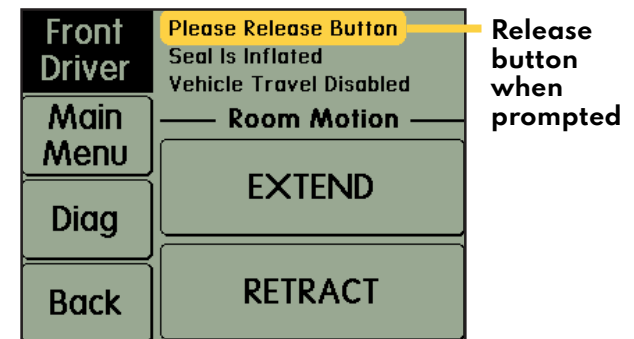 Front
Driver
Main
Menu
Diag
Back
Please Release Button
Seal Is Inflated
Vehicle Travel Disabled
Room Motion
EXTEND
RETRACT
Release
button
when
prompted